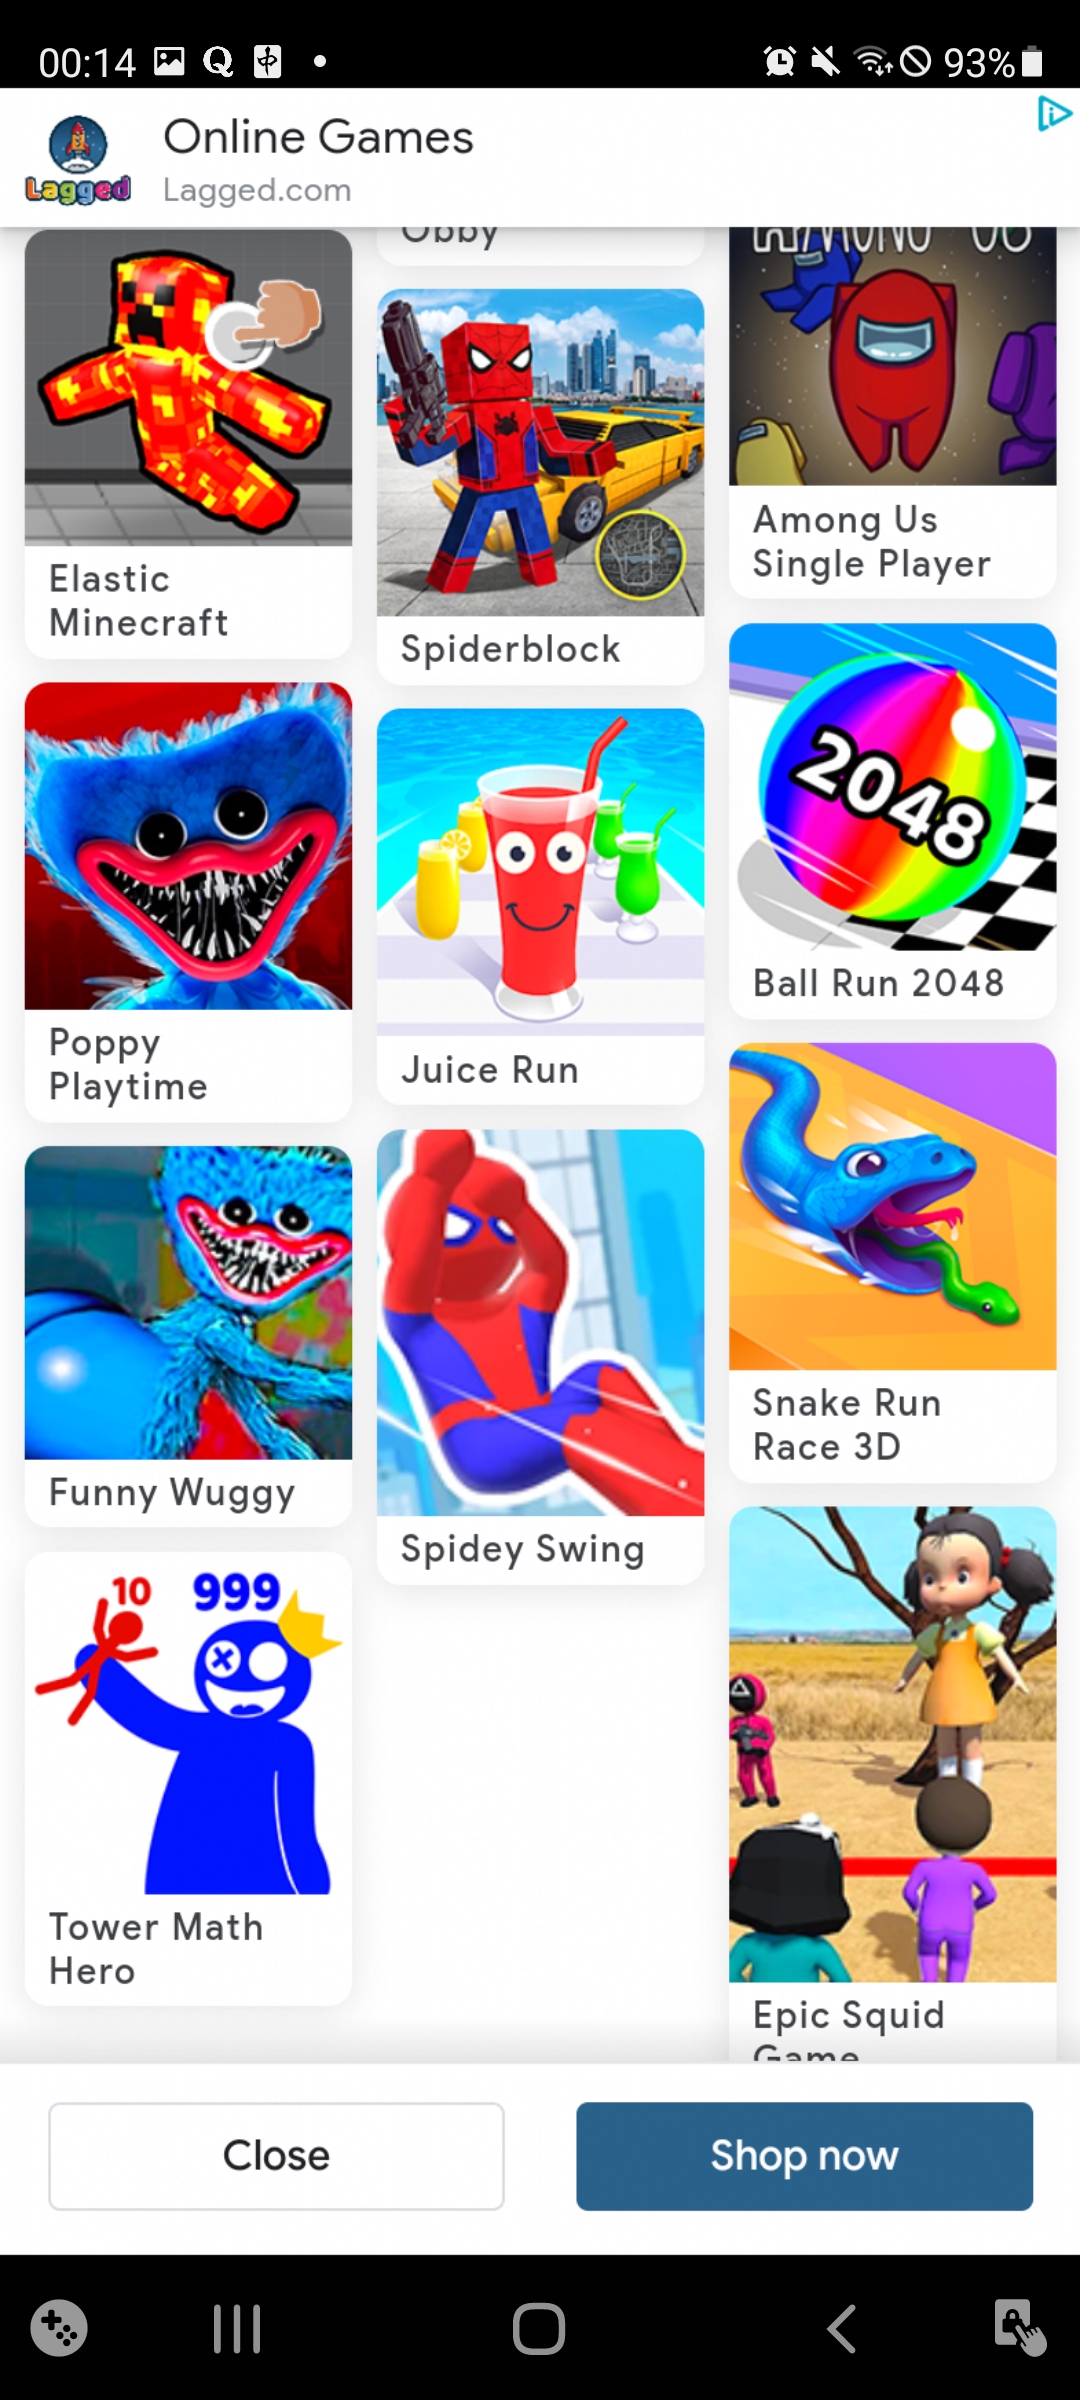 00:14
93%
Online Games
Lagged.com
Lagged
Obby
AMONG US
Elastic
Minecraft
Spiderblock
Among Us
Single Player
2048
Poppy
Playtime
Juice Run
Ball Run 2048
Funny Wuggy
Spidey Swing
Snake Run
Race 3D
10
999
Tower Math
Hero
Epic Squid
Game
Close
Shop now